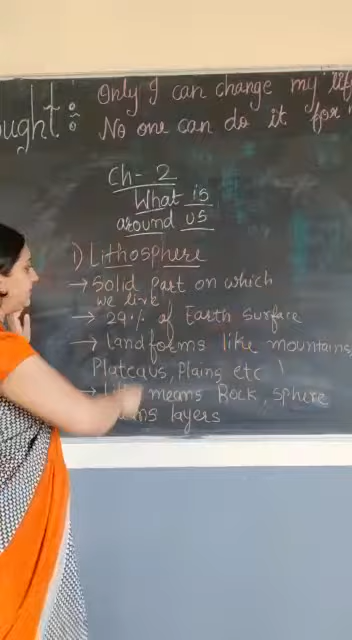 ought :
Only I can change my lif
No one can do it for
Ch- 2
What is
around us
1) Lithosphere
→ Solid part on which
we live
→ 29% of Earth Surface
→ Landforms like mountains,
Plateaus, Plains etc
means Rock, sphere
layers